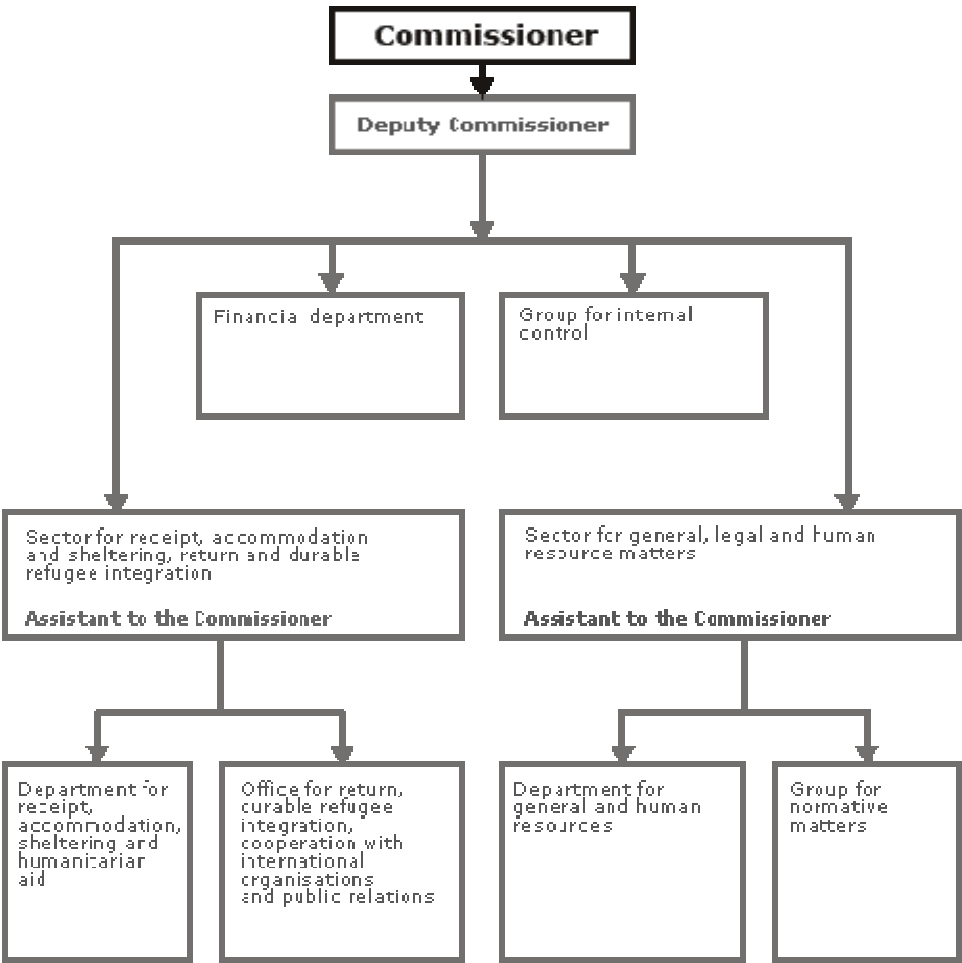 Commissioner
Deputy Commissioner
Financial department
Group for internal
control
Sector for receipt, accommodation
and sheltering, return and durable
refugee integration
Assistant to the Commissioner
Sector for general, legal and human
resource matters
Assistant to the Commissioner
Department for
receipt,
accommodation,
sheltering and
humanitarian
aid
Office for return,
curable refugee
integration,
cooperation with
international
organisations
and public relations
Department for
general and human
resources
Group for
normative
matters